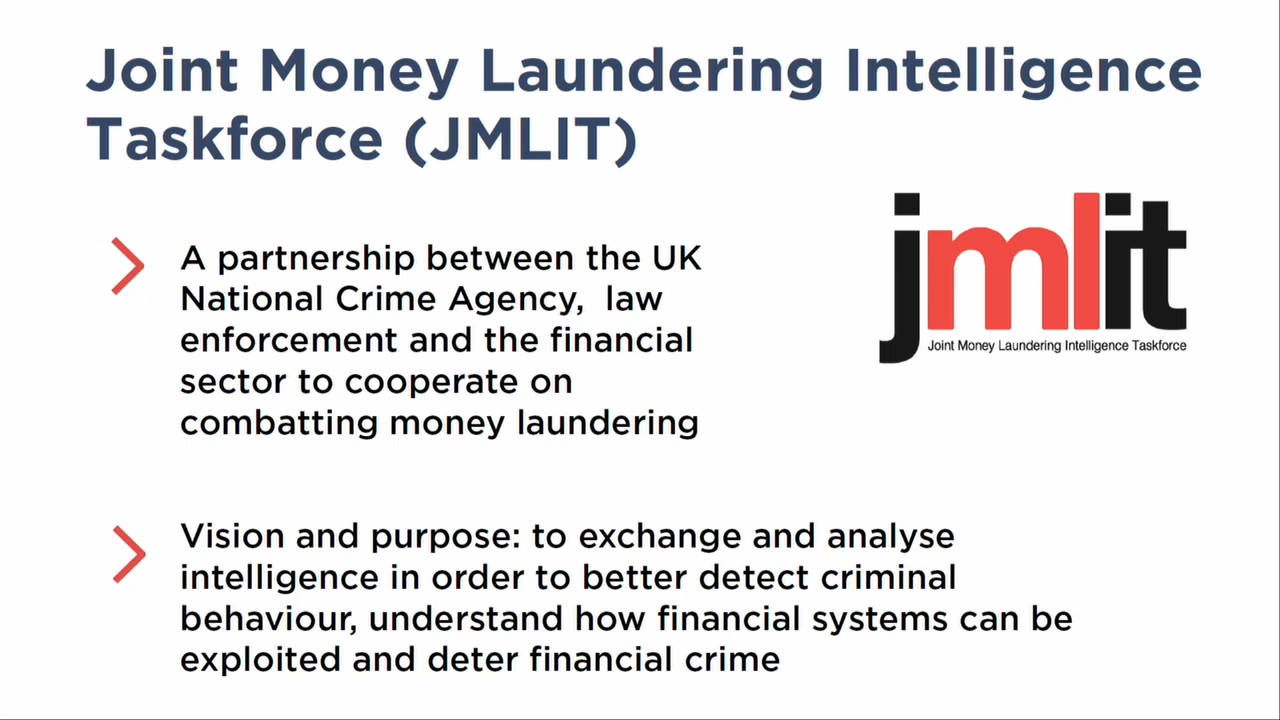 Joint Money Laundering Intelligence
Taskforce (JMLIT)
jmlit
Joint Money Laundering Intelligence Taskforce
A partnership between the UK
National Crime Agency,  law
enforcement and the financial
sector to cooperate on
combatting money laundering
Vision and purpose: to exchange and analyse
intelligence in order to better detect criminal
behaviour, understand how financial systems can be
exploited and deter financial crime